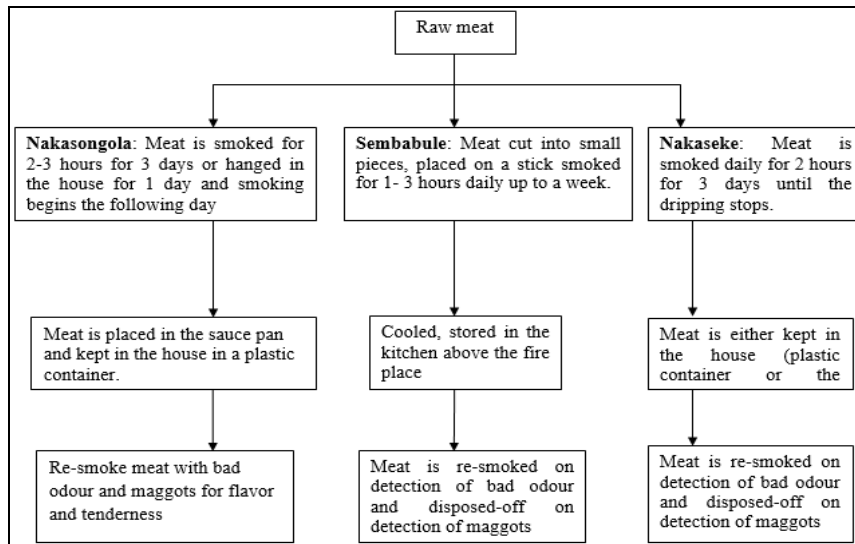 Raw meat
Nakasongola: Meat is smoked for
2-3 hours for 3 days or hanged in
the house for 1 day and smoking
begins the following day
Sembabule: Meat cut into small
pieces, placed on a stick smoked
for 1- 3 hours daily up to a week.
Nakaseke: Meat is
smoked daily for 2 hours
for 3 days until the
dripping stops.
Meat is placed in the sauce pan
and kept in the house in a plastic
container.
Cooled, stored in the
kitchen above the fire
place
Meat is either kept in
the house (plastic
container or the
Re-smoke meat with bad
odour and maggots for flavor
and tenderness
Meat is re-smoked on
detection of bad odour
and disposed-off on
detection of maggots
Meat is re-smoked on
detection of bad odour
and disposed-off on
detection of maggots